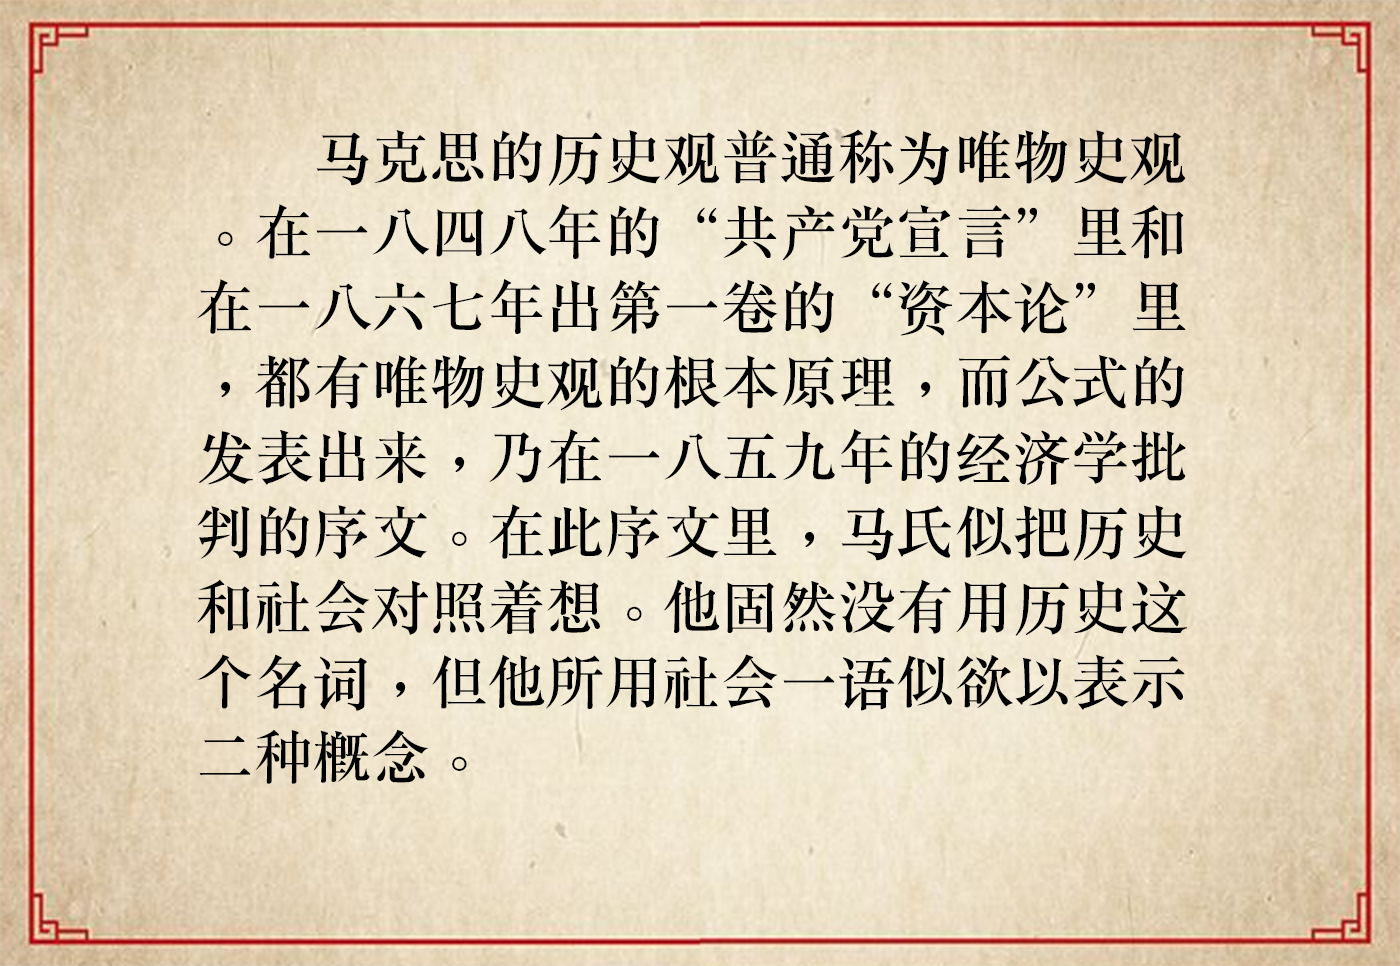 马克思的历史观普通称为唯物史观
。在一八四八年的“共产党宣言”里和
在一八六七年出第一卷的“资本论”里
，都有唯物史观的根本原理，而公式的
发表出来，乃在一八五九年的经济学批
判的序文。在此序文里，马氏似把历史
和社会对照着想。他固然没有用历史这
个名词，但他所用社会一语似欲以表示
二种概念。